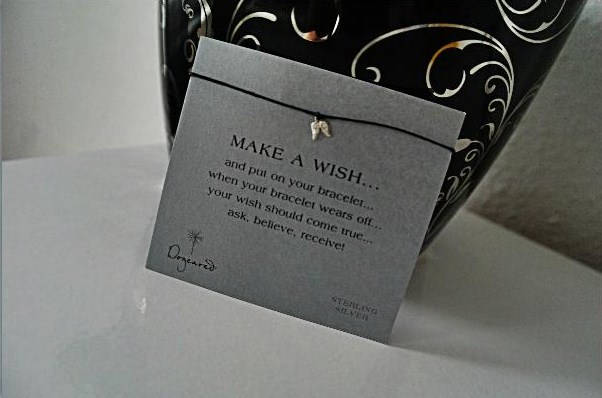 MAKE A WISH...
and put on your bracelet...
when your bracelet wears off...
your wish should come true...
ask, believe, receive!
Dogeared
STERLING
SILVER